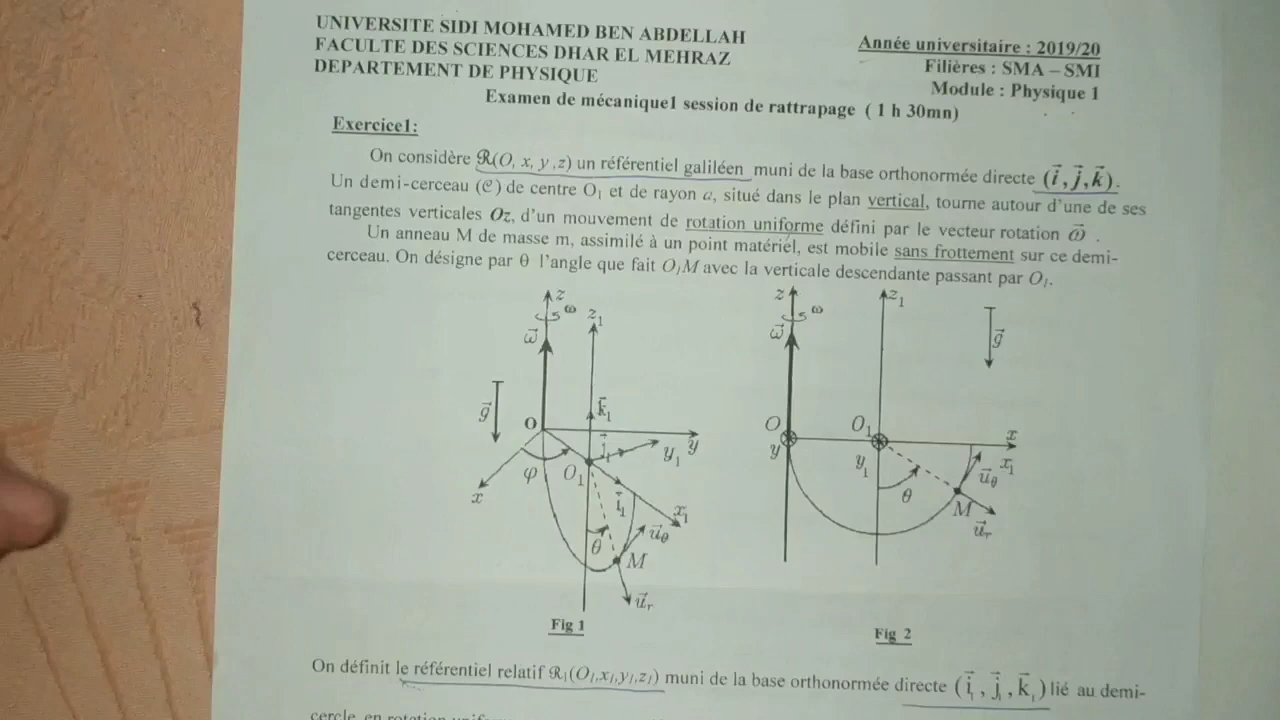 UNIVERSITE SIDI MOHAMED BEN ABDELLAH
FACULTE DES SCIENCES DHAR EL MEHRAZ
DEPARTEMENT DE PHYSIQUE
Année universitaire : 2019/20
Filières : SMA – SMI
Module : Physique 1
Examen de mécanique1 session de rattrapage ( 1 h 30mn)
Exercice1:
On considère ℜ(O, x, y ,z) un référentiel galiléen muni de la base orthonormée directe (i⃗, j⃗, k⃗).
Un demi-cerceau (C) de centre O₁ et de rayon a, situé dans le plan vertical, tourne autour d'une de ses
tangentes verticales Oz, d'un mouvement de rotation uniforme défini par le vecteur rotation ω⃗ .
Un anneau M de masse m, assimilé à un point matériel, est mobile sans frottement sur ce demi-
cerceau. On désigne par θ l'angle que fait O₁M avec la verticale descendante passant par O₁.
z ω z₁
ω⃗
g⃗
k⃗₁
O
j⃗₁ y₁ y
x φ O₁
i⃗₁ x₁
θ u⃗θ
M
u⃗r
Fig 1
z ω z₁
ω⃗ g⃗
O O₁ x
y y₁ x₁
θ u⃗θ
M
u⃗r
Fig 2
On définit le référentiel relatif ℜ₁(O₁,x₁,y₁,z₁) muni de la base orthonormée directe (i⃗₁, j⃗₁, k⃗₁) lié au demi-
cercle en rotation